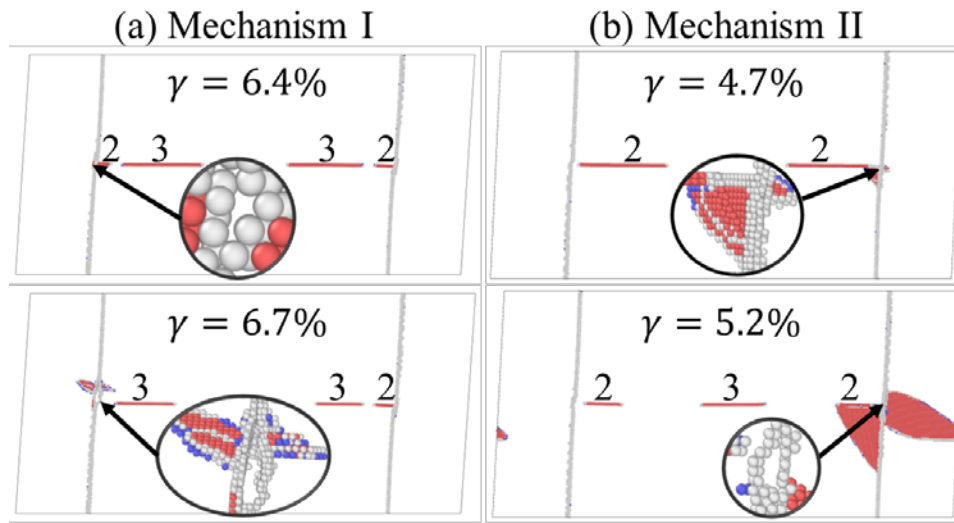 (a) Mechanism I
(b) Mechanism II
γ = 6.4%
2 3 3 2
γ = 4.7%
2 2
γ = 6.7%
3 3 2
γ = 5.2%
2 3 2